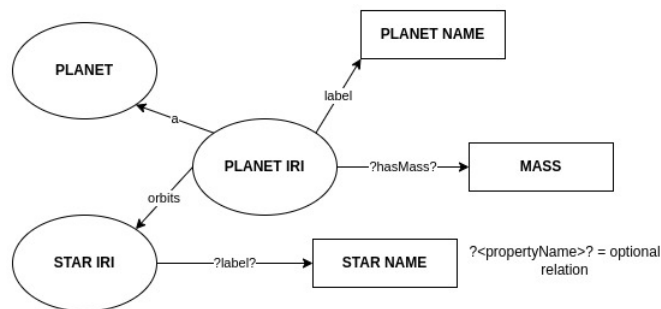 PLANET NAME
PLANET
label
a
PLANET IRI
?hasMass?
MASS
orbits
STAR IRI
?label?
STAR NAME
?<propertyName>? = optional
relation